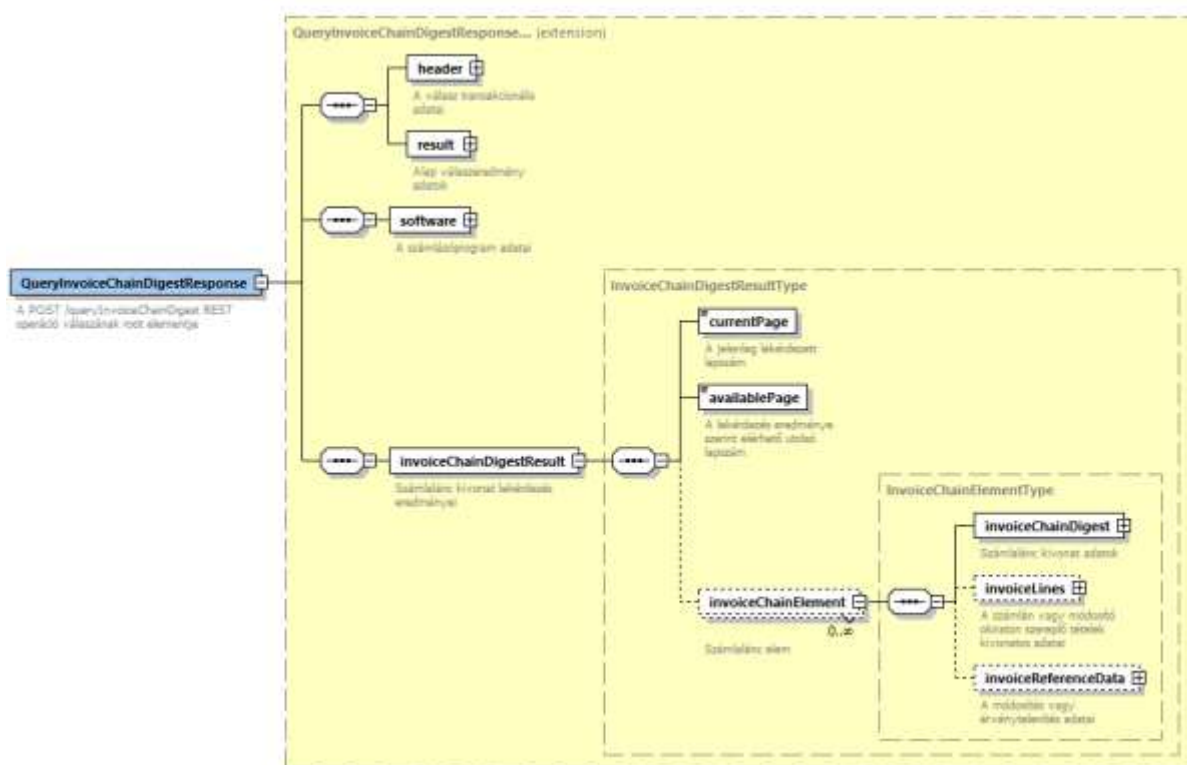 QueryInvoiceChainDigestResponse... (extension)
header
A válasz tranzakcionális
adatai
result
Alap válaszeredmény
adatok
software
A számlázóprogram adatai
QueryInvoiceChainDigestResponse
A POST /queryInvoiceChainDigest REST
operáció válaszának root elementje
InvoiceChainDigestResultType
currentPage
A jelenleg lekérdezett
lapszám
availablePage
A lekérdezés eredménye
szerint elérhető utolsó
lapszám
invoiceChainDigestResult
Számlalánc kivonat lekérdezés
eredményei
InvoiceChainElementType
invoiceChainDigest
Számlalánc kivonat adatok
invoiceLines
A számlán vagy módosító
okiraton szereplő tételek
kivonatos adatai
invoiceChainElement
0..∞
Számlalánc elem
invoiceReferenceData
A módosítás vagy
érvénytelenítés adatai